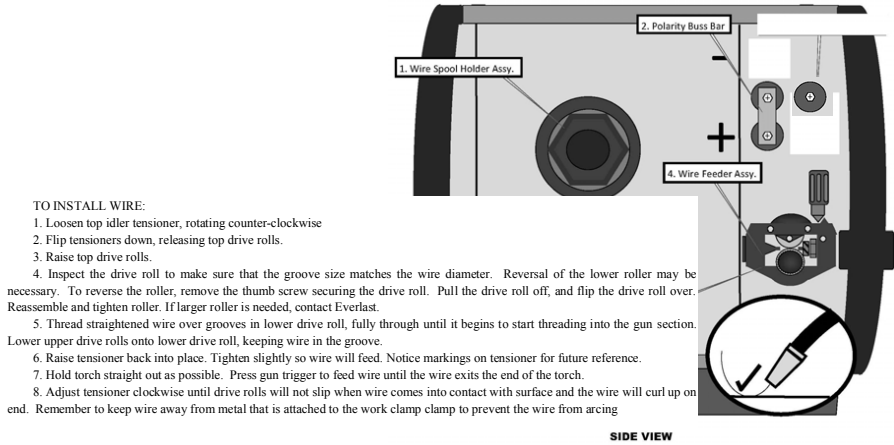 2. Polarity Buss Bar
1. Wire Spool Holder Assy.
4. Wire Feeder Assy.
TO INSTALL WIRE:
1. Loosen top idler tensioner, rotating counter-clockwise
2. Flip tensioners down, releasing top drive rolls.
3. Raise top drive rolls.
4. Inspect the drive roll to make sure that the groove size matches the wire diameter. Reversal of the lower roller may be
necessary. To reverse the roller, remove the thumb screw securing the drive roll. Pull the drive roll off, and flip the drive roll over.
Reassemble and tighten roller. If larger roller is needed, contact Everlast.
5. Thread straightened wire over grooves in lower drive roll, fully through until it begins to start threading into the gun section.
Lower upper drive rolls onto lower drive roll, keeping wire in the groove.
6. Raise tensioner back into place. Tighten slightly so wire will feed. Notice markings on tensioner for future reference.
7. Hold torch straight out as possible. Press gun trigger to feed wire until the wire exits the end of the torch.
8. Adjust tensioner clockwise until drive rolls will not slip when wire comes into contact with surface and the wire will curl up on
end. Remember to keep wire away from metal that is attached to the work clamp clamp to prevent the wire from arcing
SIDE VIEW